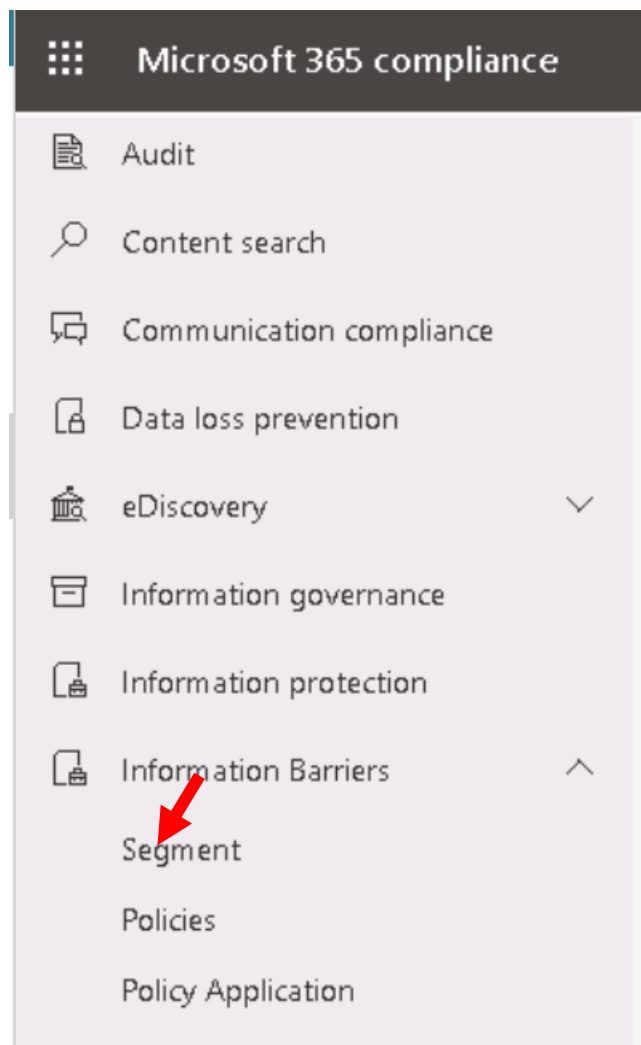 Microsoft 365 compliance
Audit
Content search
Communication compliance
Data loss prevention
eDiscovery
Information governance
Information protection
Information Barriers
Segment
Policies
Policy Application